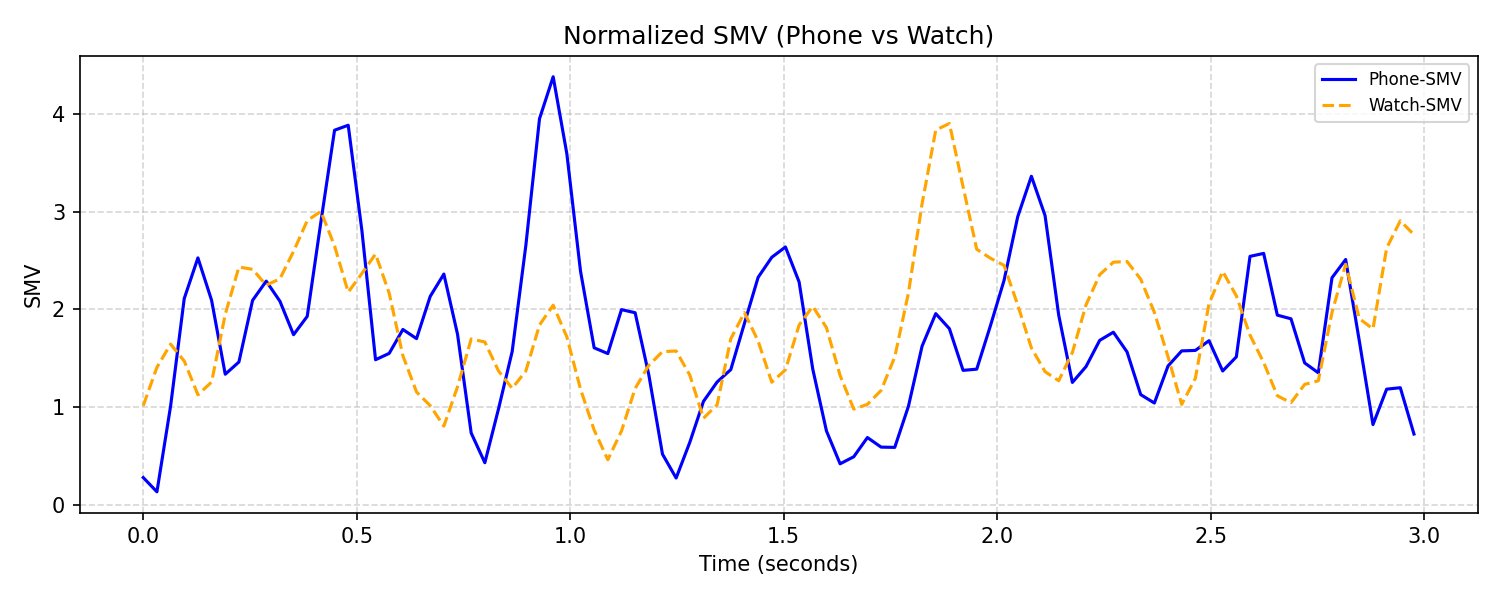 Normalized SMV (Phone vs Watch)
Phone-SMV
Watch-SMV
SMV
4
3
2
1
0
0.0 0.5 1.0 1.5 2.0 2.5 3.0
Time (seconds)